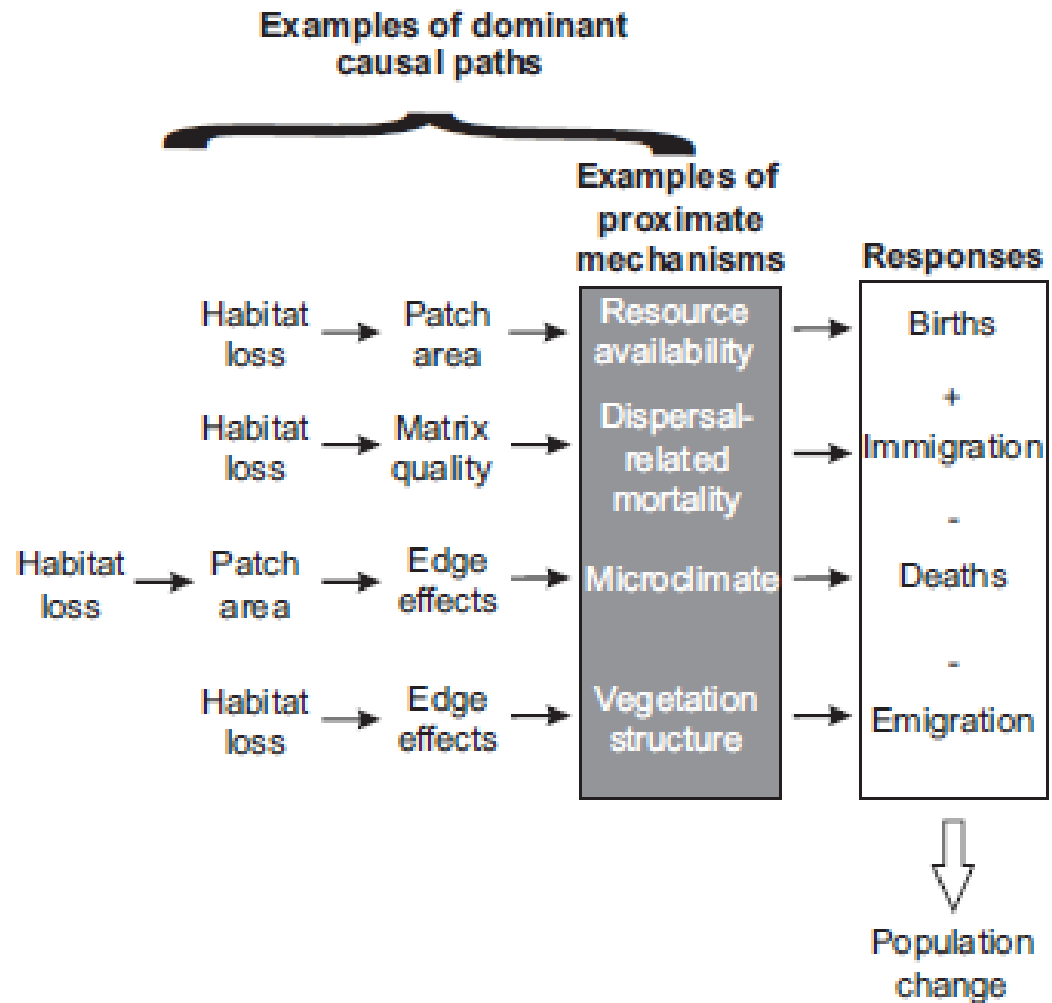 Examples of dominant
causal paths
Examples of
proximate
mechanisms
Responses
Habitat
loss
Patch
area
Resource
availability
Births
+
Habitat
loss
Matrix
quality
Dispersal-
related
mortality
Immigration
-
Habitat
loss
Patch
area
Edge
effects
Microclimate
Deaths
-
Habitat
loss
Edge
effects
Vegetation
structure
Emigration
Population
change